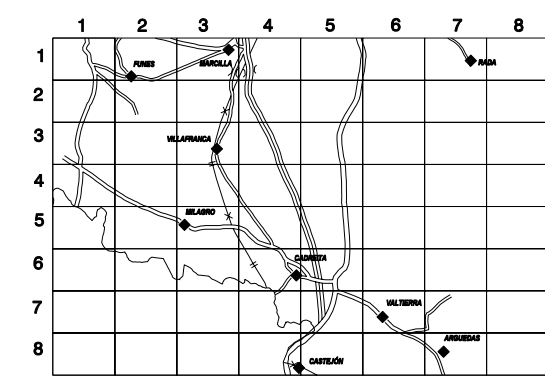 1 2 3 4 5 6 7 8
1
FUNES
MARCILLA
RADA
2
3
VILLAFRANCA
4
5
MILAGRO
6
CADREITA
7
VALTIERRA
8
ARGUEDAS
CASTEJÓN